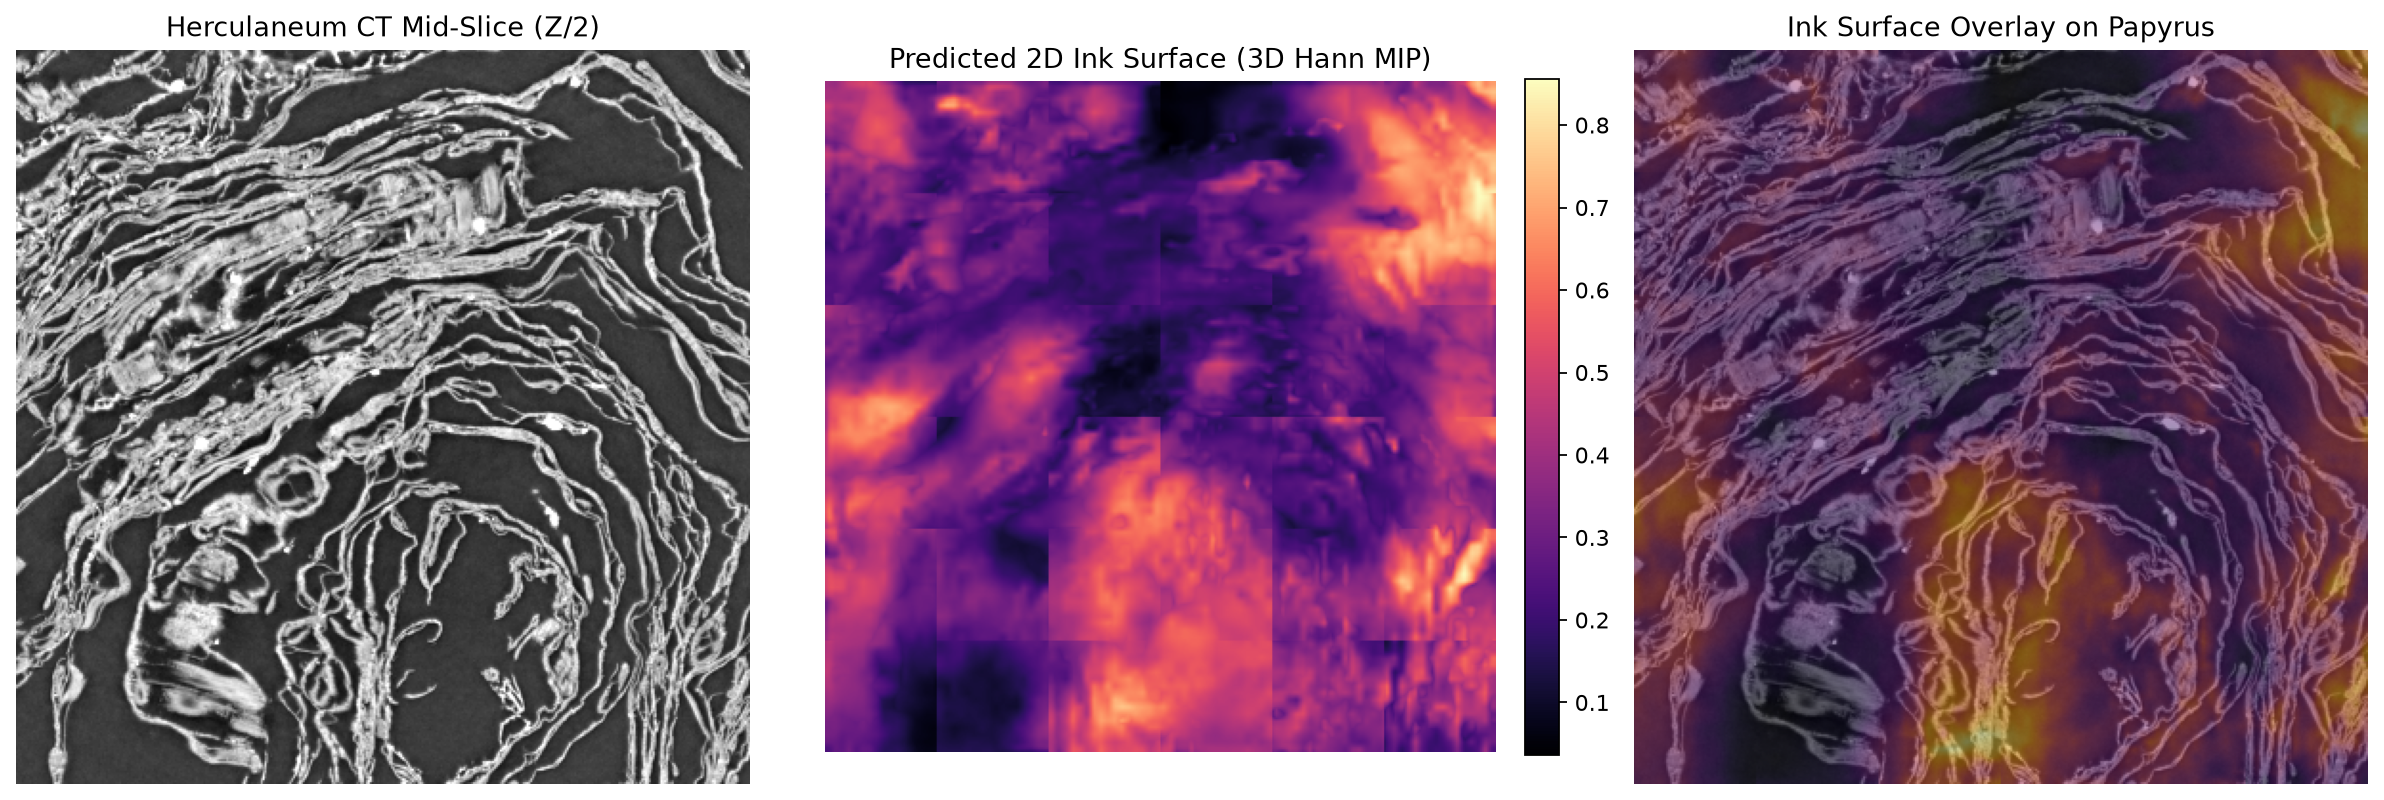 Herculaneum CT Mid-Slice (Z/2)
Predicted 2D Ink Surface (3D Hann MIP)
Ink Surface Overlay on Papyrus
0.8
0.7
0.6
0.5
0.4
0.3
0.2
0.1